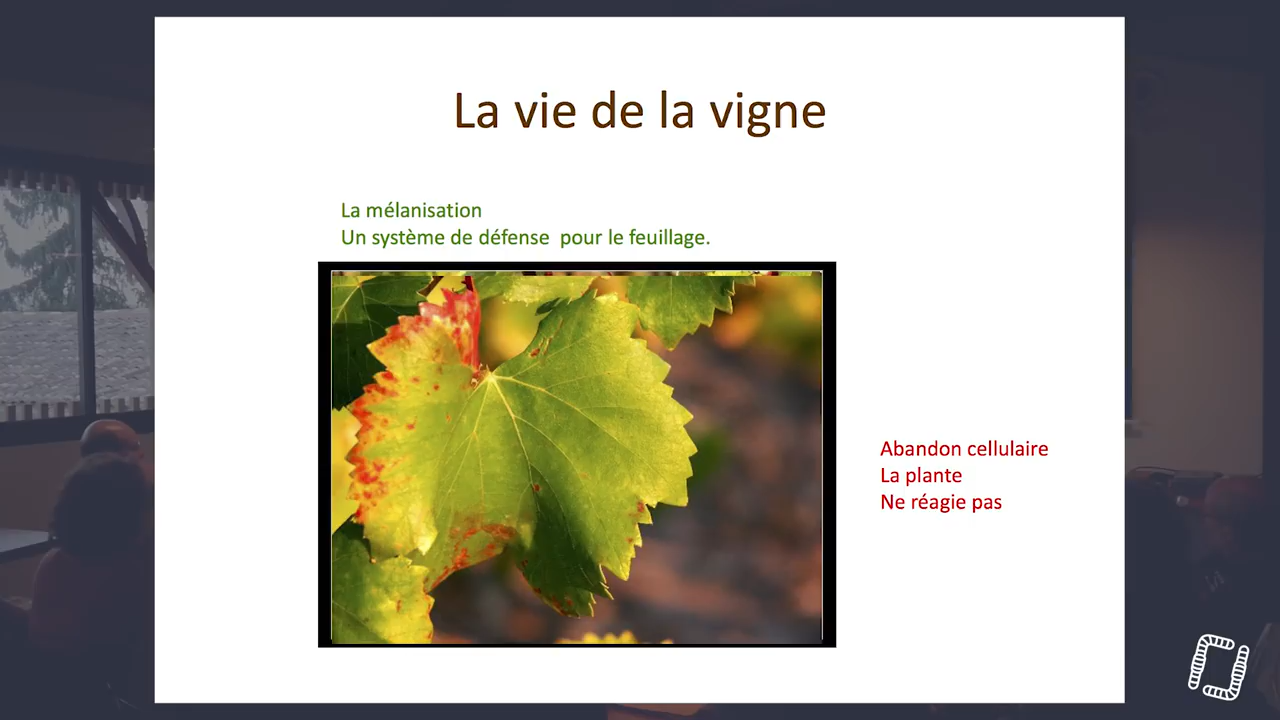 La vie de la vigne
La mélanisation
Un système de défense  pour le feuillage.
Abandon cellulaire
La plante
Ne réagie pas